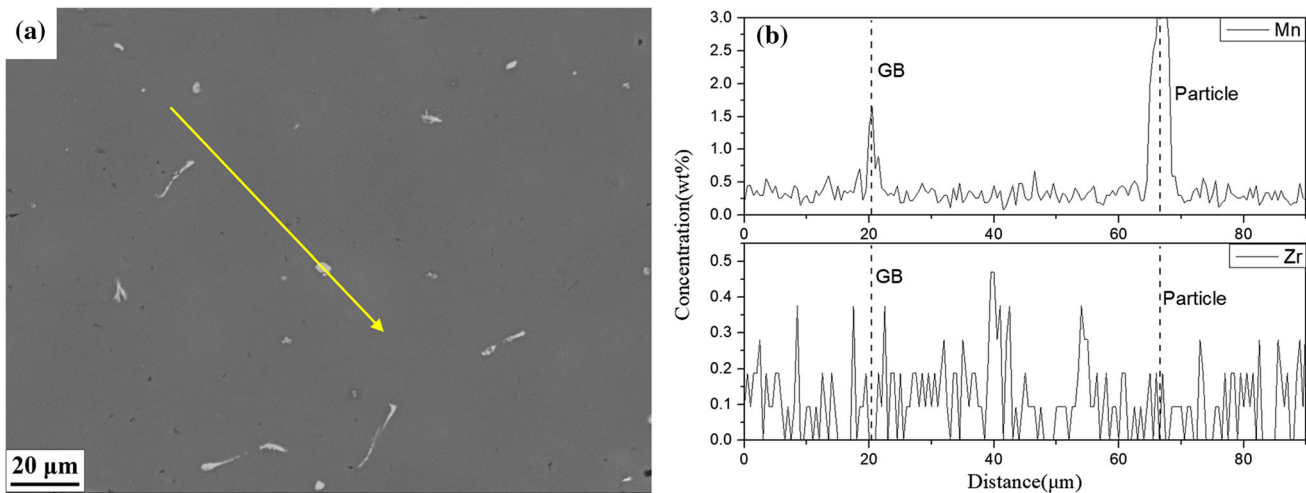 (a)
20 μm
(b)
Concentration(wt%)
3.0
2.5
2.0
1.5
1.0
0.5
0.0
Mn
GB
Particle
0 20 40 60 80
0.5
0.4
0.3
0.2
0.1
0.0
Zr
GB
Particle
0 20 40 60 80
Distance(μm)